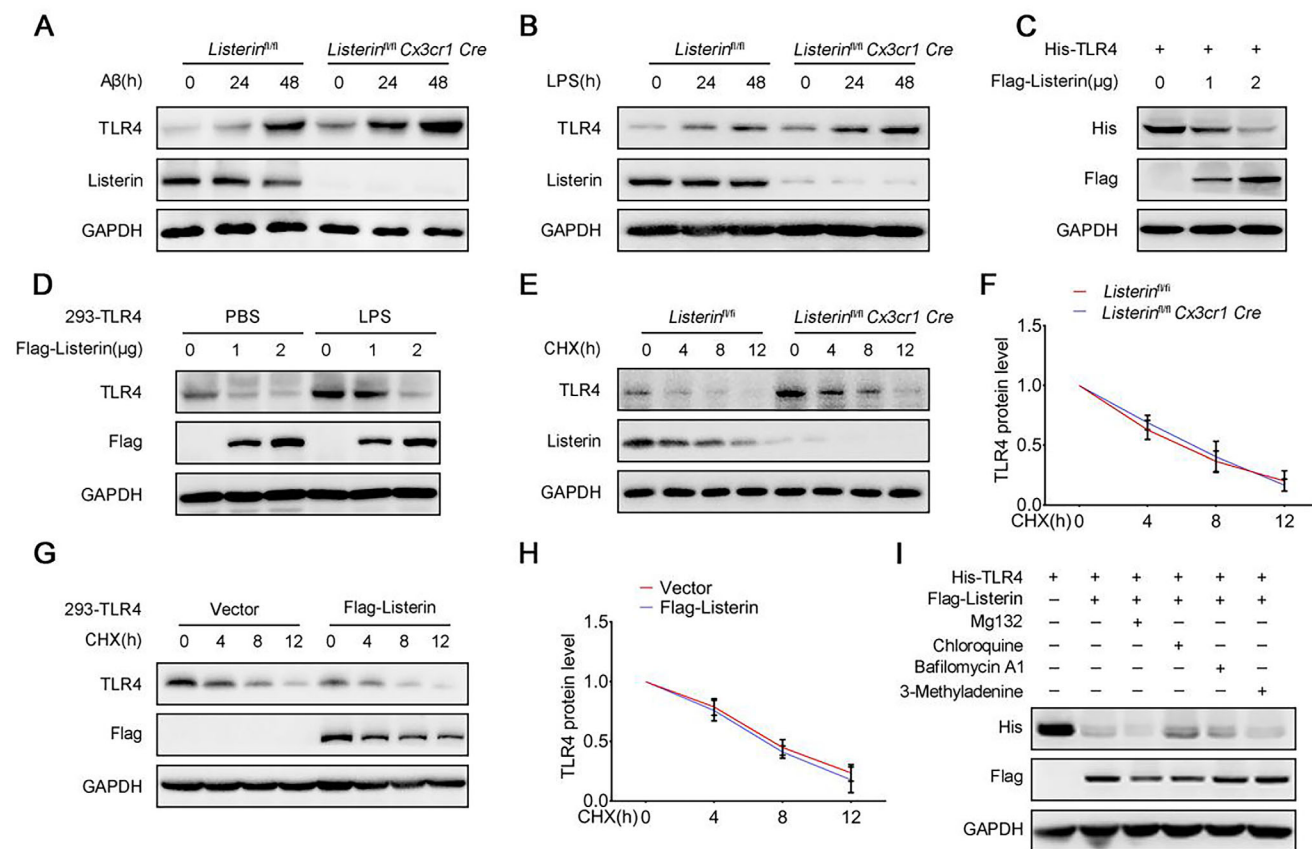 A
Listerin fl/fl Listerin fl/fl Cx3cr1 Cre
Aβ(h) 0 24 48 0 24 48
TLR4
Listerin
GAPDH
B
Listerin fl/fl Listerin fl/fl Cx3cr1 Cre
LPS(h) 0 24 48 0 24 48
TLR4
Listerin
GAPDH
C
His-TLR4 + + +
Flag-Listerin(μg) 0 1 2
His
Flag
GAPDH
D
293-TLR4 PBS LPS
Flag-Listerin(μg) 0 1 2 0 1 2
TLR4
Flag
GAPDH
E
Listerin fl/fl Listerin fl/fl Cx3cr1 Cre
CHX(h) 0 4 8 12 0 4 8 12
TLR4
Listerin
GAPDH
F
Listerin fl/fl
Listerin fl/fl Cx3cr1 Cre
TLR4 protein level
1.5
1.0
0.5
0.0
CHX(h) 0 4 8 12
G
293-TLR4 Vector Flag-Listerin
CHX(h) 0 4 8 12 0 4 8 12
TLR4
Flag
GAPDH
H
Vector
Flag-Listerin
TLR4 protein level
1.5
1.0
0.5
0.0
CHX(h) 0 4 8 12
I
His-TLR4 + + + + + +
Flag-Listerin − + + + + +
Mg132 − − + − − −
Chloroquine − − − + − −
Bafilomycin A1 − − − − + −
3-Methyladenine − − − − − +
His
Flag
GAPDH